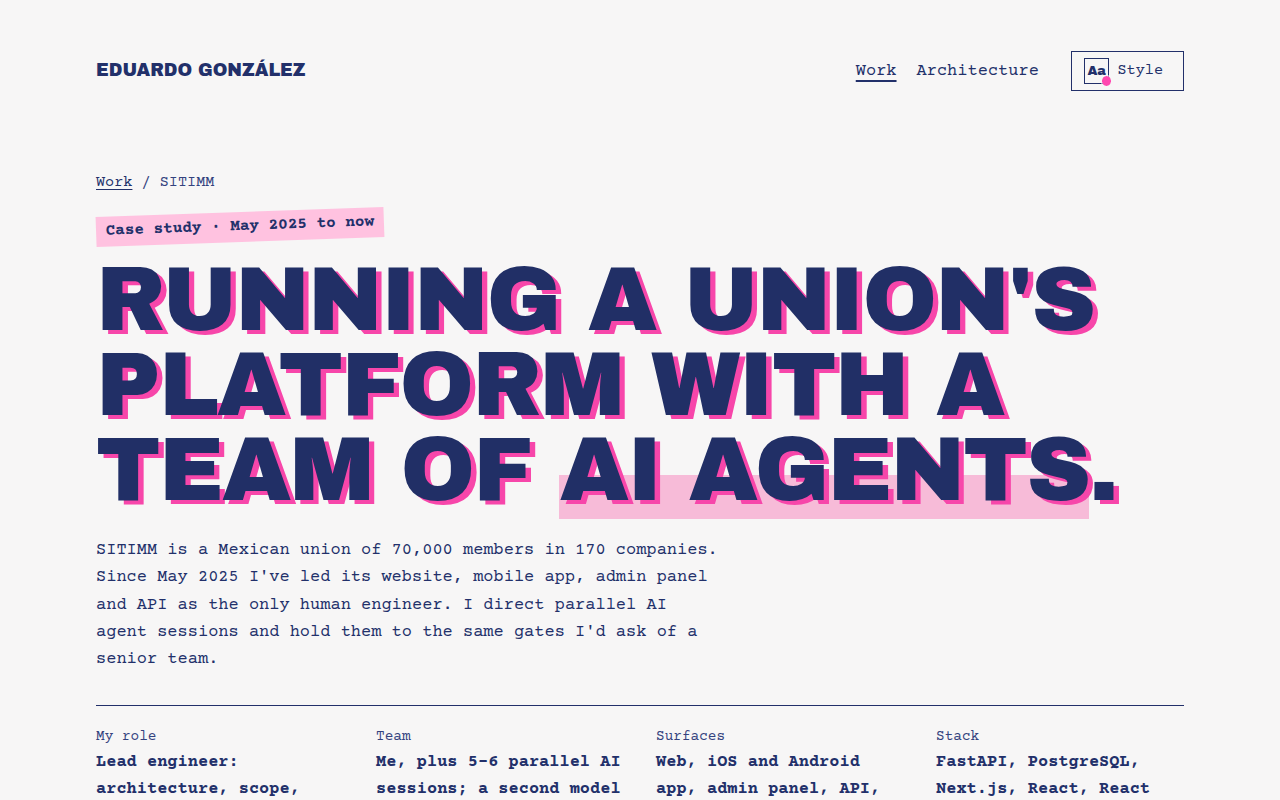 EDUARDO GONZÁLEZ
Work
Architecture
Aa Style
Work / SITIMM
Case study · May 2025 to now
RUNNING A UNION'S
PLATFORM WITH A
TEAM OF AI AGENTS.
SITIMM is a Mexican union of 70,000 members in 170 companies.
Since May 2025 I've led its website, mobile app, admin panel
and API as the only human engineer. I direct parallel AI
agent sessions and hold them to the same gates I'd ask of a
senior team.
My role
Lead engineer:
architecture, scope,
Team
Me, plus 5-6 parallel AI
sessions; a second model
Surfaces
Web, iOS and Android
app, admin panel, API,
Stack
FastAPI, PostgreSQL,
Next.js, React, React